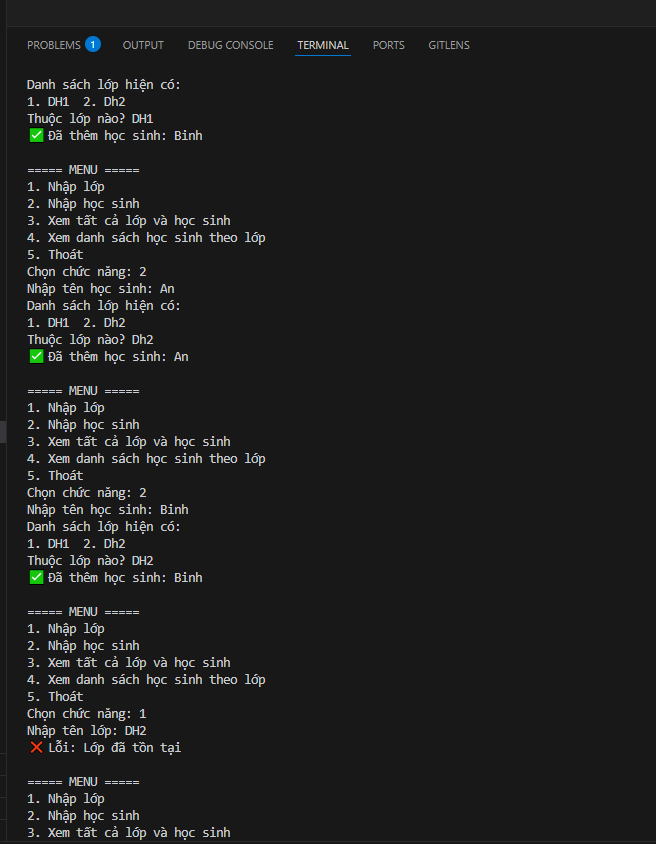 PROBLEMS 1 OUTPUT DEBUG CONSOLE TERMINAL PORTS GITLENS
Danh sách lớp hiện có:
1. DH1  2. Dh2
Thuộc lớp nào? DH1
✅ Đã thêm học sinh: Binh
===== MENU =====
1. Nhập lớp
2. Nhập học sinh
3. Xem tất cả lớp và học sinh
4. Xem danh sách học sinh theo lớp
5. Thoát
Chọn chức năng: 2
Nhập tên học sinh: An
Danh sách lớp hiện có:
1. DH1  2. Dh2
Thuộc lớp nào? Dh2
✅ Đã thêm học sinh: An
===== MENU =====
1. Nhập lớp
2. Nhập học sinh
3. Xem tất cả lớp và học sinh
4. Xem danh sách học sinh theo lớp
5. Thoát
Chọn chức năng: 2
Nhập tên học sinh: Binh
Danh sách lớp hiện có:
1. DH1  2. Dh2
Thuộc lớp nào? DH2
✅ Đã thêm học sinh: Binh
===== MENU =====
1. Nhập lớp
2. Nhập học sinh
3. Xem tất cả lớp và học sinh
4. Xem danh sách học sinh theo lớp
5. Thoát
Chọn chức năng: 1
Nhập tên lớp: DH2
❌ Lỗi: Lớp đã tồn tại
===== MENU =====
1. Nhập lớp
2. Nhập học sinh
3. Xem tất cả lớp và học sinh